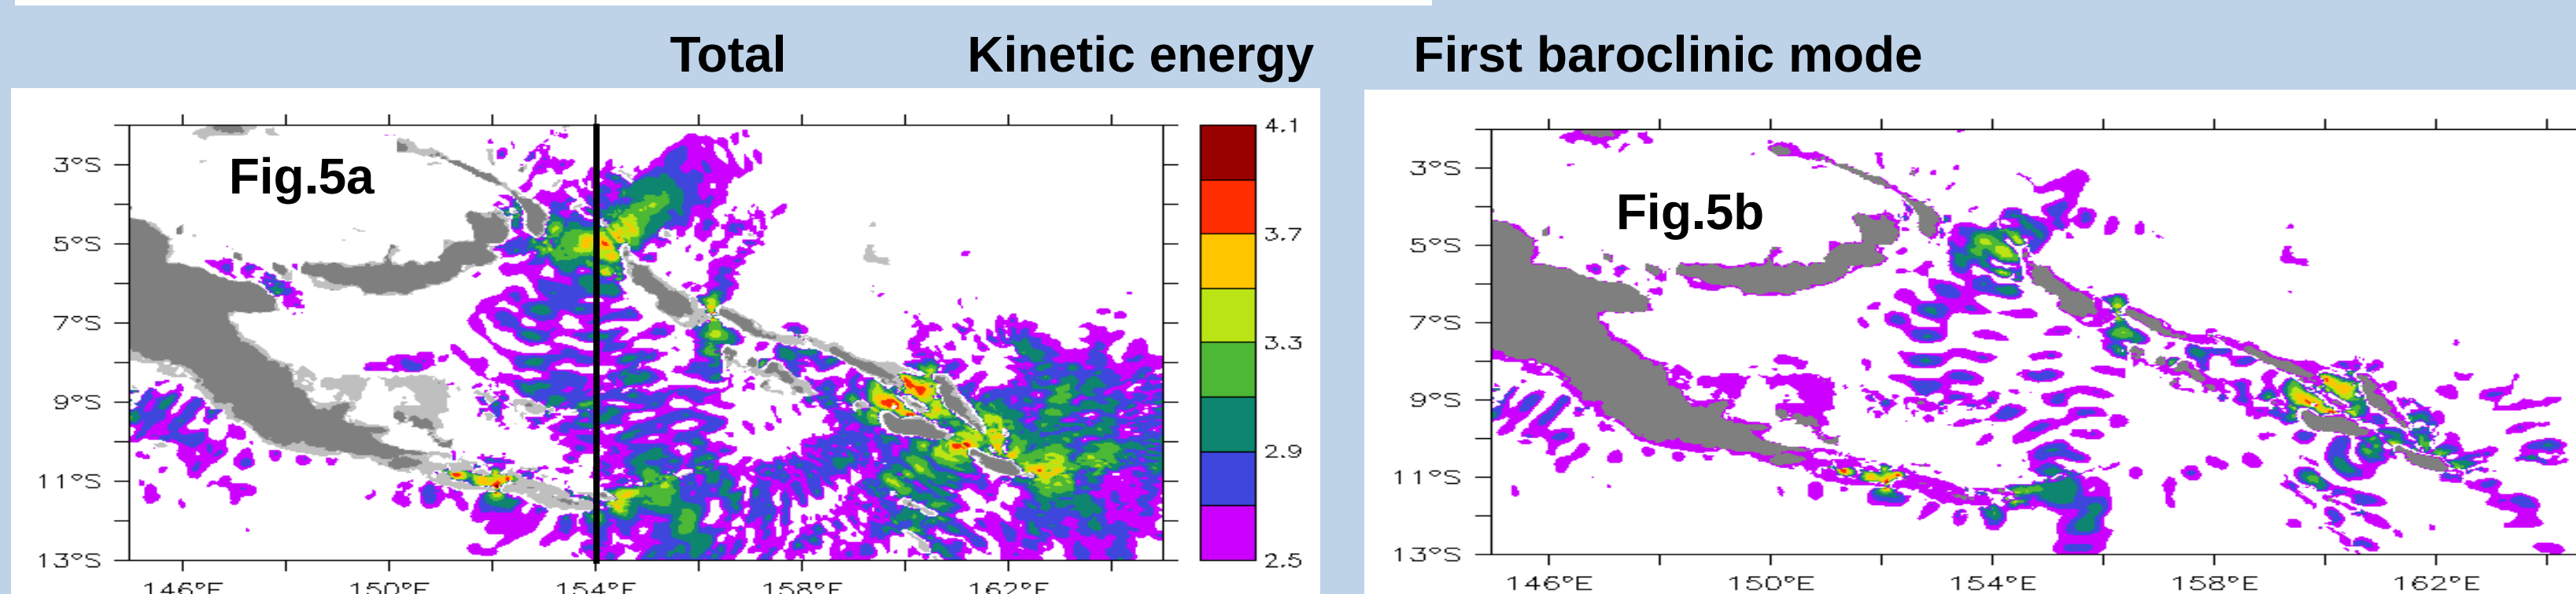 Total Kinetic energy First baroclinic mode
Fig.5a
3°S
5°S
7°S
9°S
11°S
13°S
146°E 150°E 154°E 158°E 162°E
4.1
3.7
3.3
2.9
2.5
Fig.5b
3°S
5°S
7°S
9°S
11°S
13°S
146°E 150°E 154°E 158°E 162°E